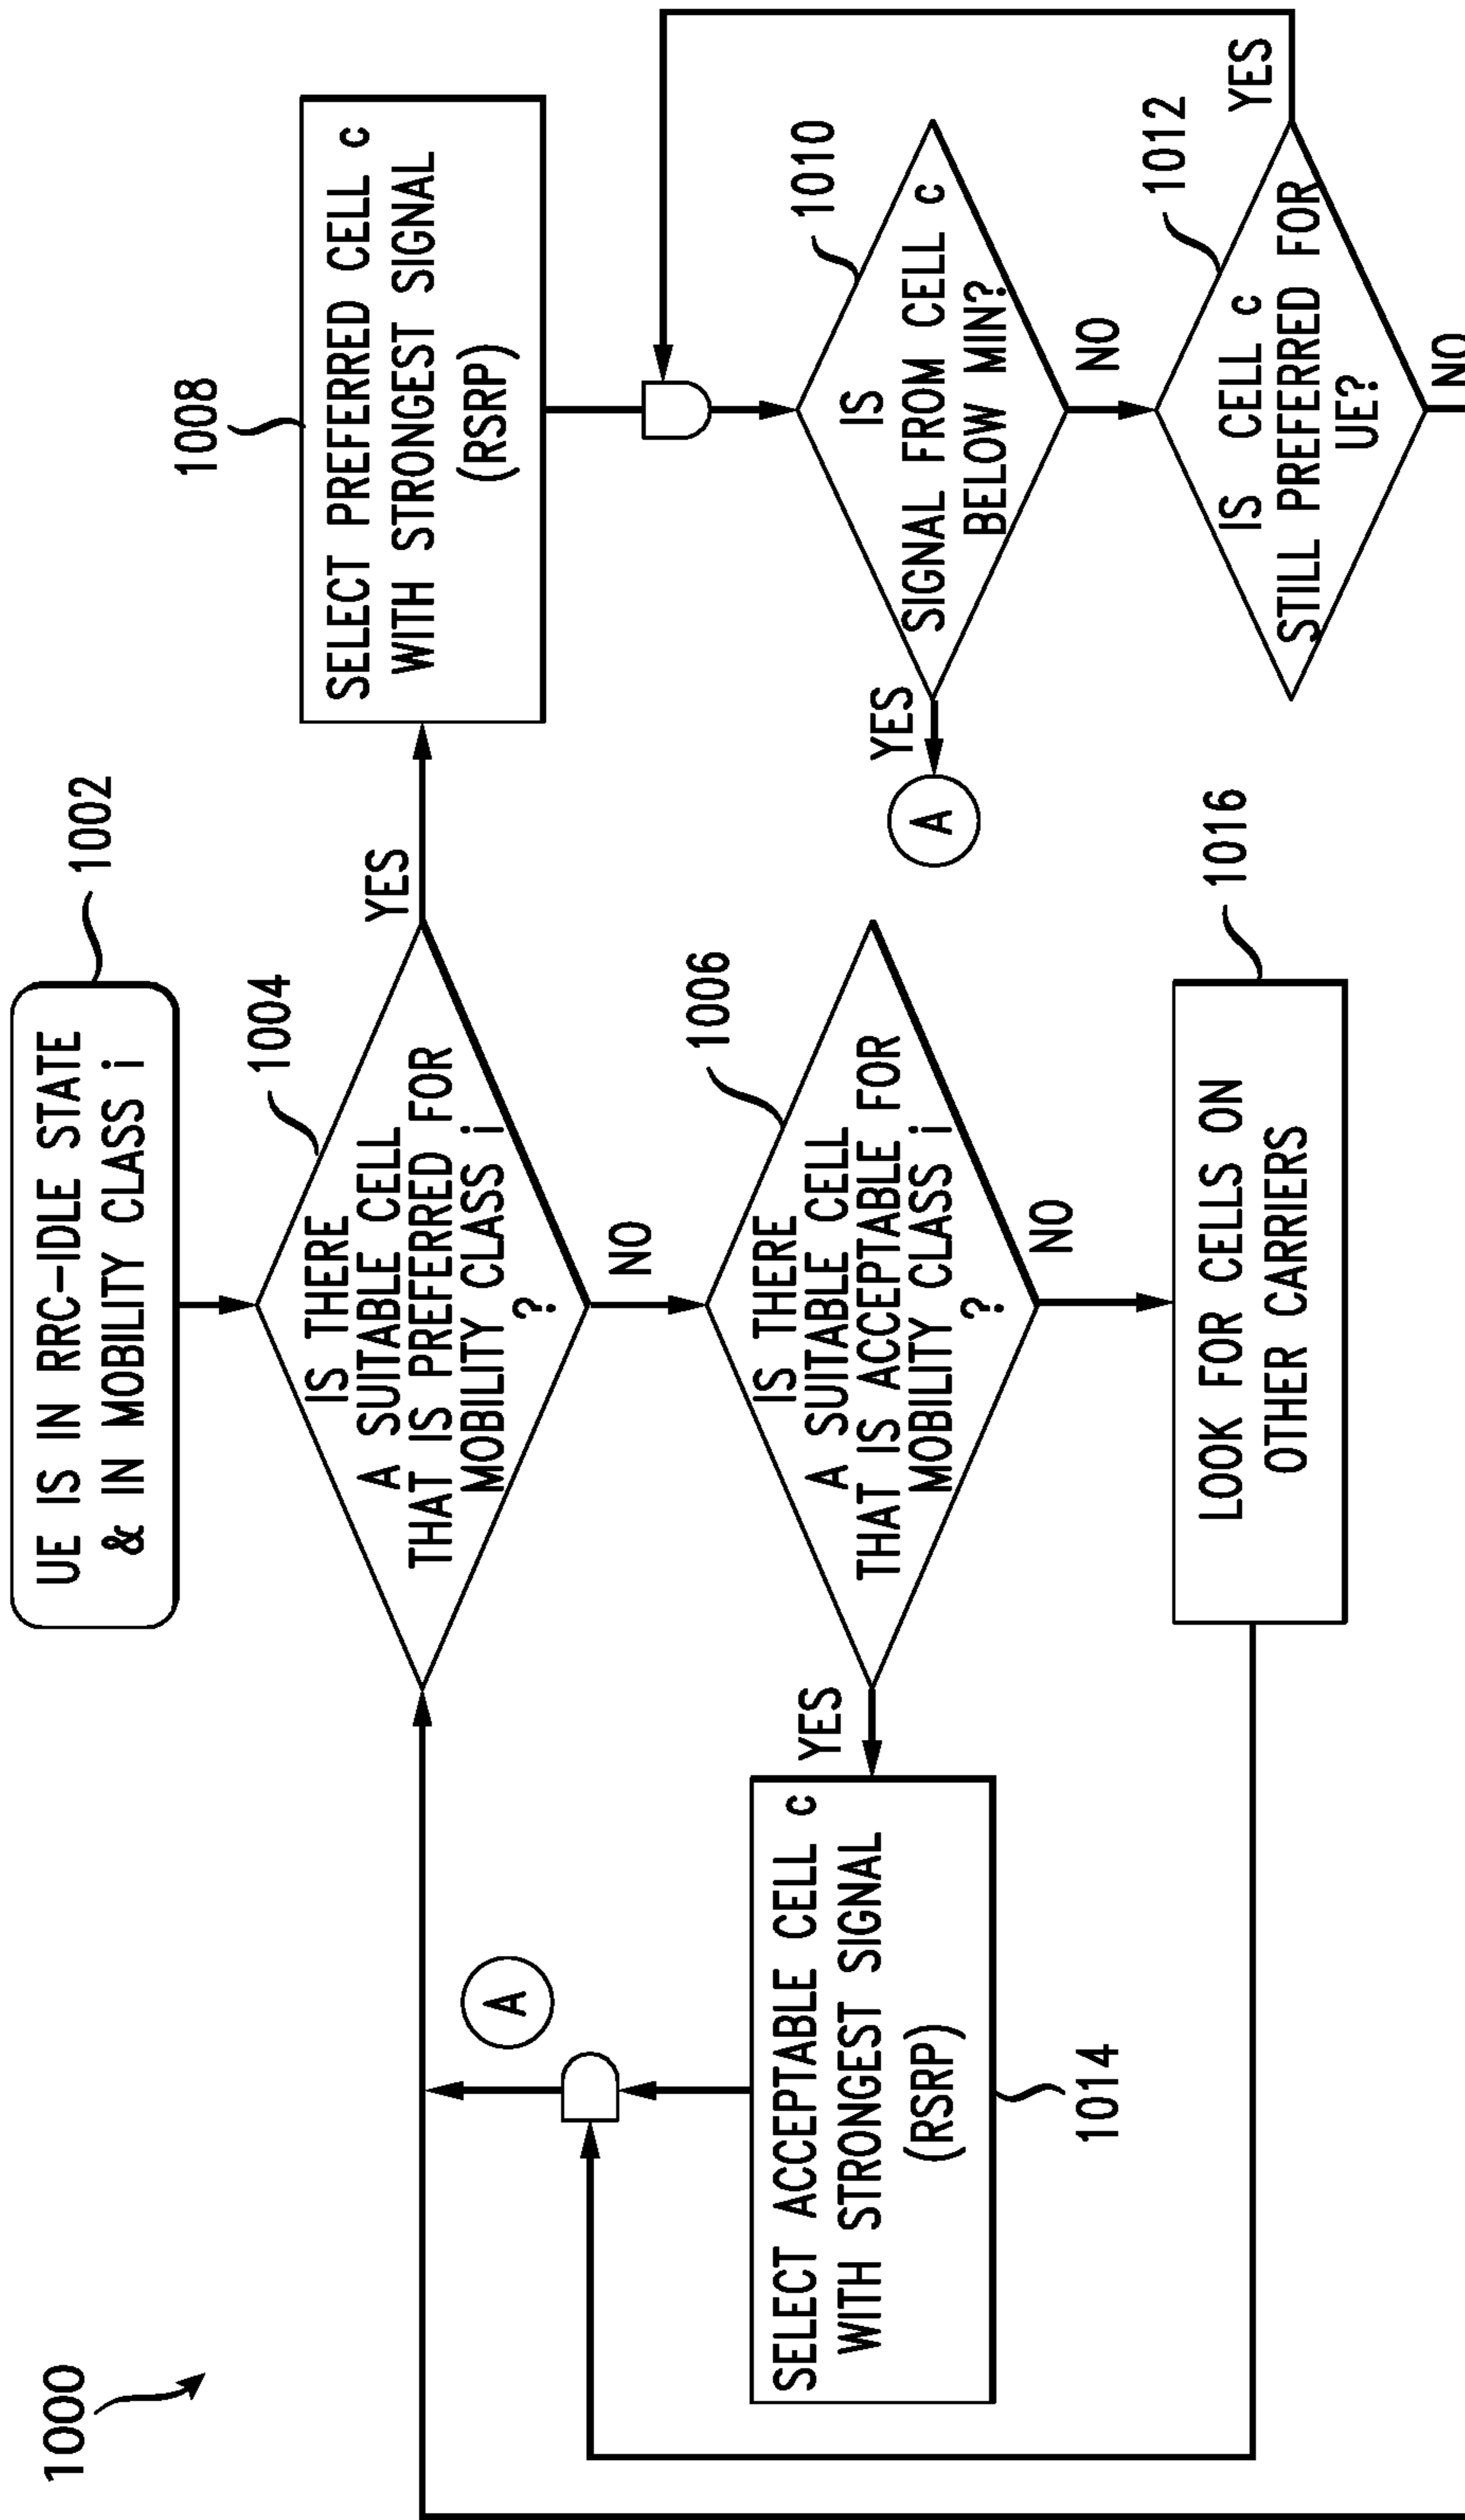 1000
UE IS IN RRC-IDLE STATE
& IN MOBILITY CLASS i
1002
IS THERE
A SUITABLE CELL
THAT IS PREFERRED FOR
MOBILITY CLASS i
?
1004
YES
NO
SELECT PREFERRED CELL c
WITH STRONGEST SIGNAL
(RSRP)
1008
IS THERE
A SUITABLE CELL
THAT IS ACCEPTABLE FOR
MOBILITY CLASS i
?
1006
YES
NO
A
SELECT ACCEPTABLE CELL c
WITH STRONGEST SIGNAL
(RSRP)
1014
LOOK FOR CELLS ON
OTHER CARRIERS
1016
IS
SIGNAL FROM CELL c
BELOW MIN?
1010
YES
A
NO
IS CELL c
STILL PREFERRED FOR
UE?
1012
YES
NO